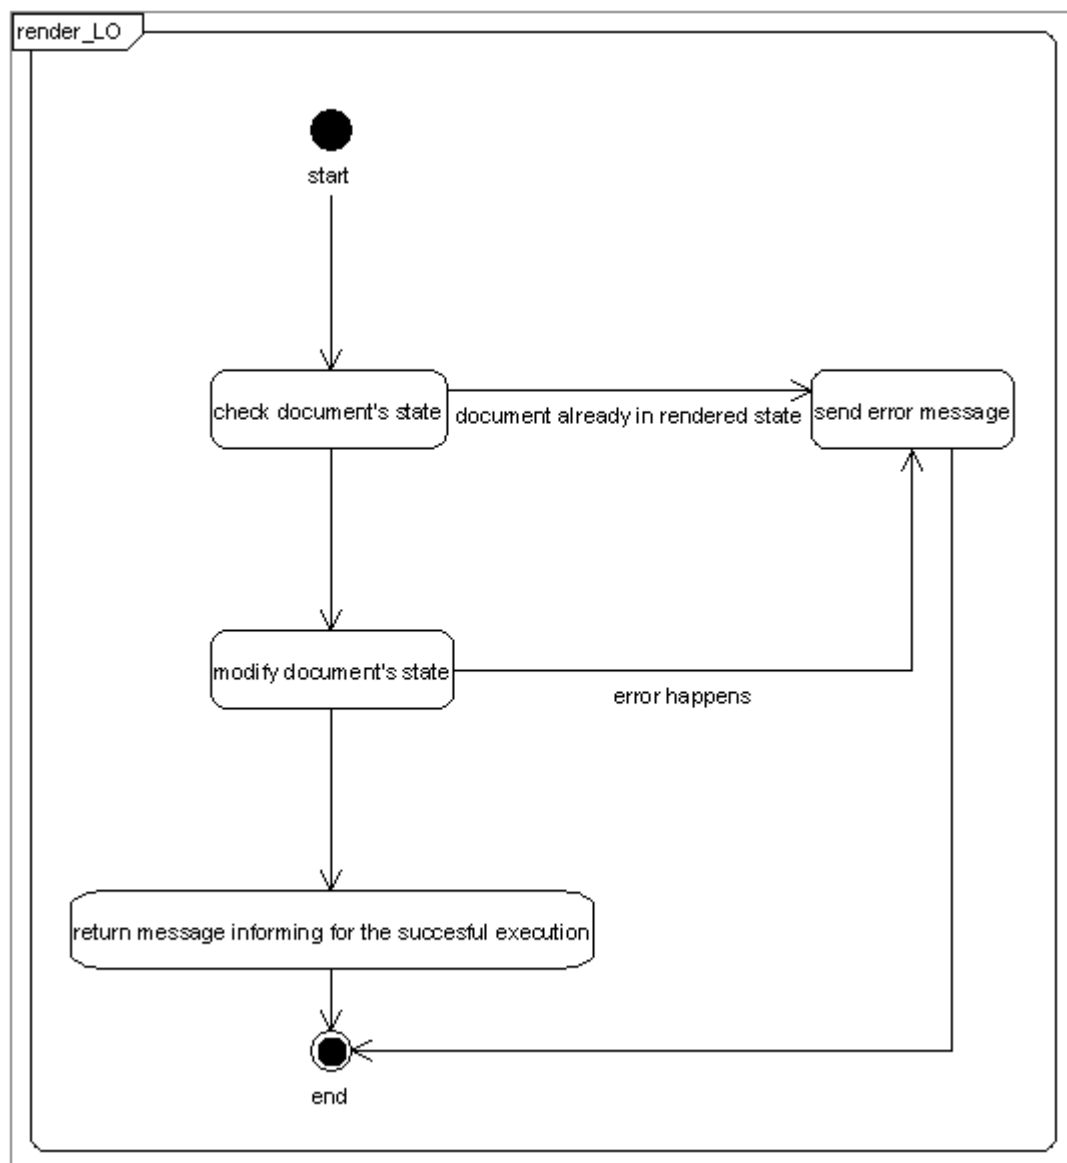 render_LO
start
check document's state
document already in rendered state
send error message
modify document's state
error happens
return message informing for the succesful execution
end